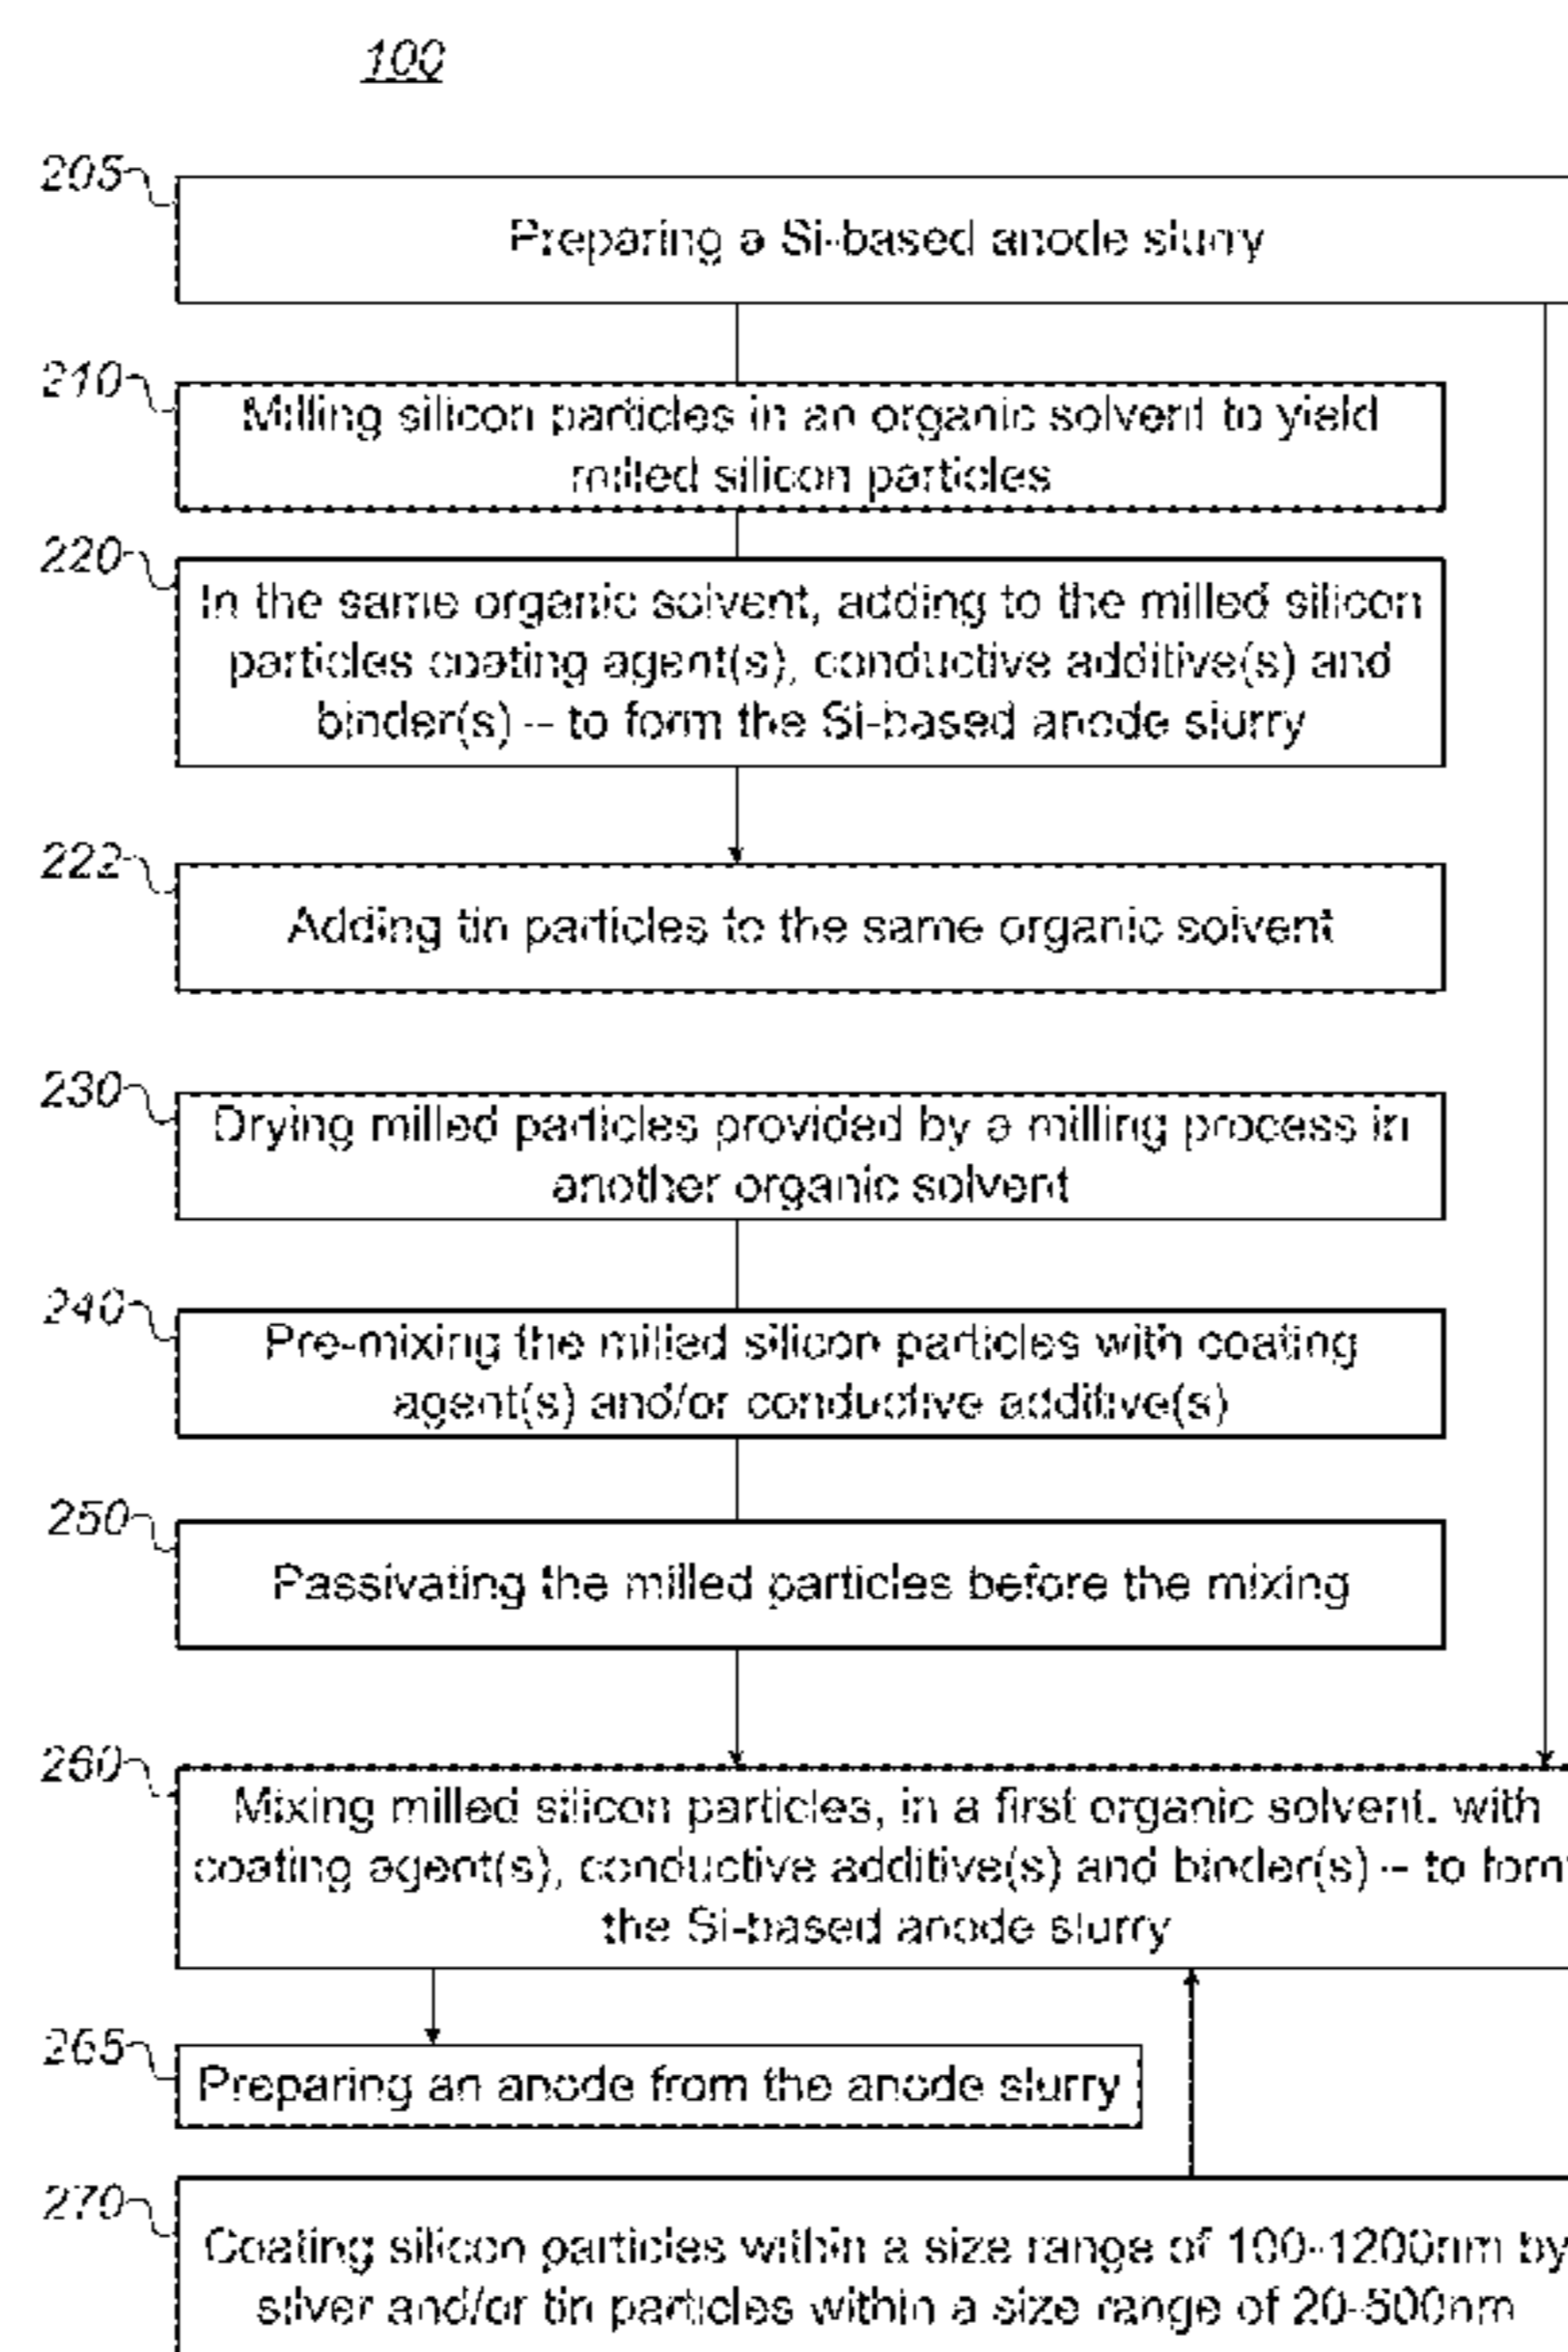 100
205
Preparing a Si-based anode slurry
210
Milling silicon particles in an organic solvent to yield
milled silicon particles
220
In the same organic solvent, adding to the milled silicon
particles coating agent(s), conductive additive(s) and
binder(s) -- to form the Si-based anode slurry
222
Adding tin particles to the same organic solvent
230
Drying milled particles provided by a milling process in
another organic solvent
240
Pre-mixing the milled silicon particles with coating
agent(s) and/or conductive additive(s)
250
Passivating the milled particles before the mixing
260
Mixing milled silicon particles, in a first organic solvent, with
coating agent(s), conductive additive(s) and binder(s) -- to form
the Si-based anode slurry
265
Preparing an anode from the anode slurry
270
Coating silicon particles within a size range of 100-1200nm by
silver and/or tin particles within a size range of 20-500nm